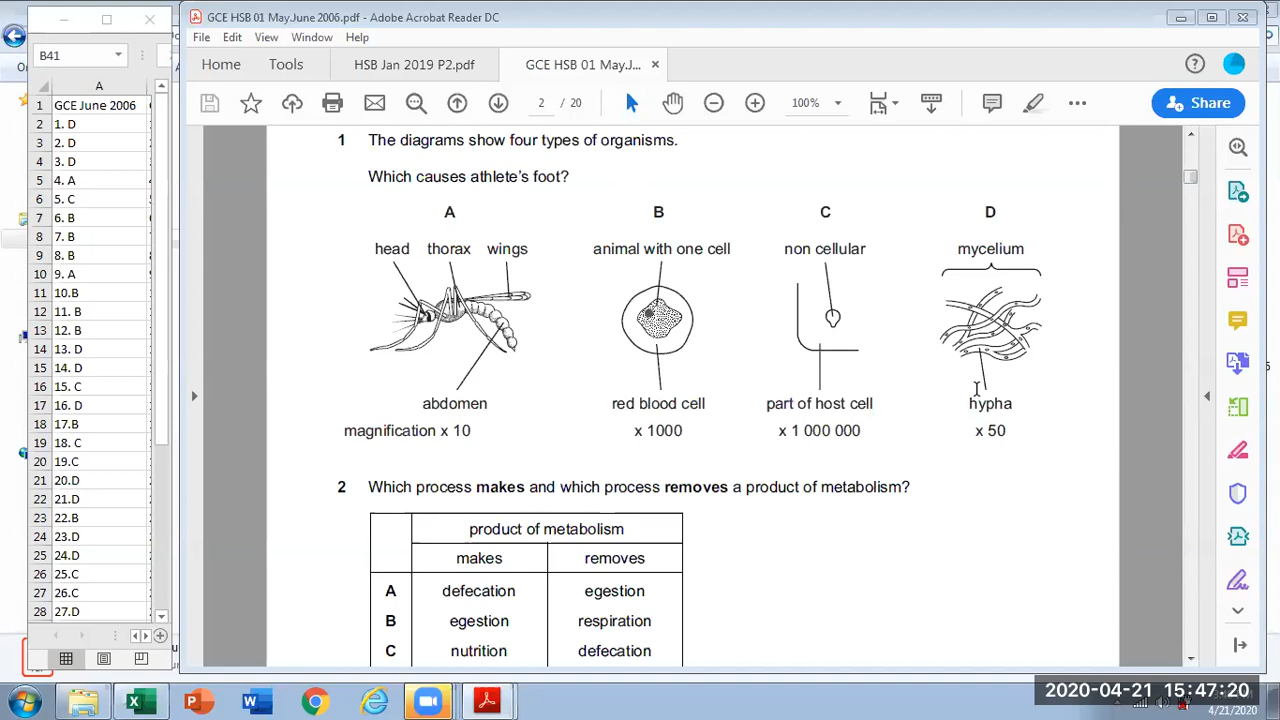 GCE HSB 01 May.June 2006.pdf - Adobe Acrobat Reader DC
File Edit View Window Help
Home Tools HSB Jan 2019 P2.pdf GCE HSB 01 May.J... ×
2 / 20 100% Share
B41
A
1 GCE June 2006
2 1. D
3 2. D
4 3. D
5 4. A
6 5. C
7 6. B
8 7. B
9 8. B
10 9. A
11 10.B
12 11. B
13 12. B
14 13. D
15 14. D
16 15. C
17 16. D
18 17.B
19 18. C
20 19.C
21 20.D
22 21.D
23 22.B
24 23.D
25 24.D
26 25.C
27 26.C
28 27.D
1 The diagrams show four types of organisms.
Which causes athlete's foot?
A B C D
head thorax wings animal with one cell non cellular mycelium
abdomen red blood cell part of host cell hypha
magnification x 10 x 1000 x 1 000 000 x 50
2 Which process makes and which process removes a product of metabolism?
product of metabolism
makes removes
A defecation egestion
B egestion respiration
C nutrition defecation
2020-04-21 15:47:20
4/21/2020